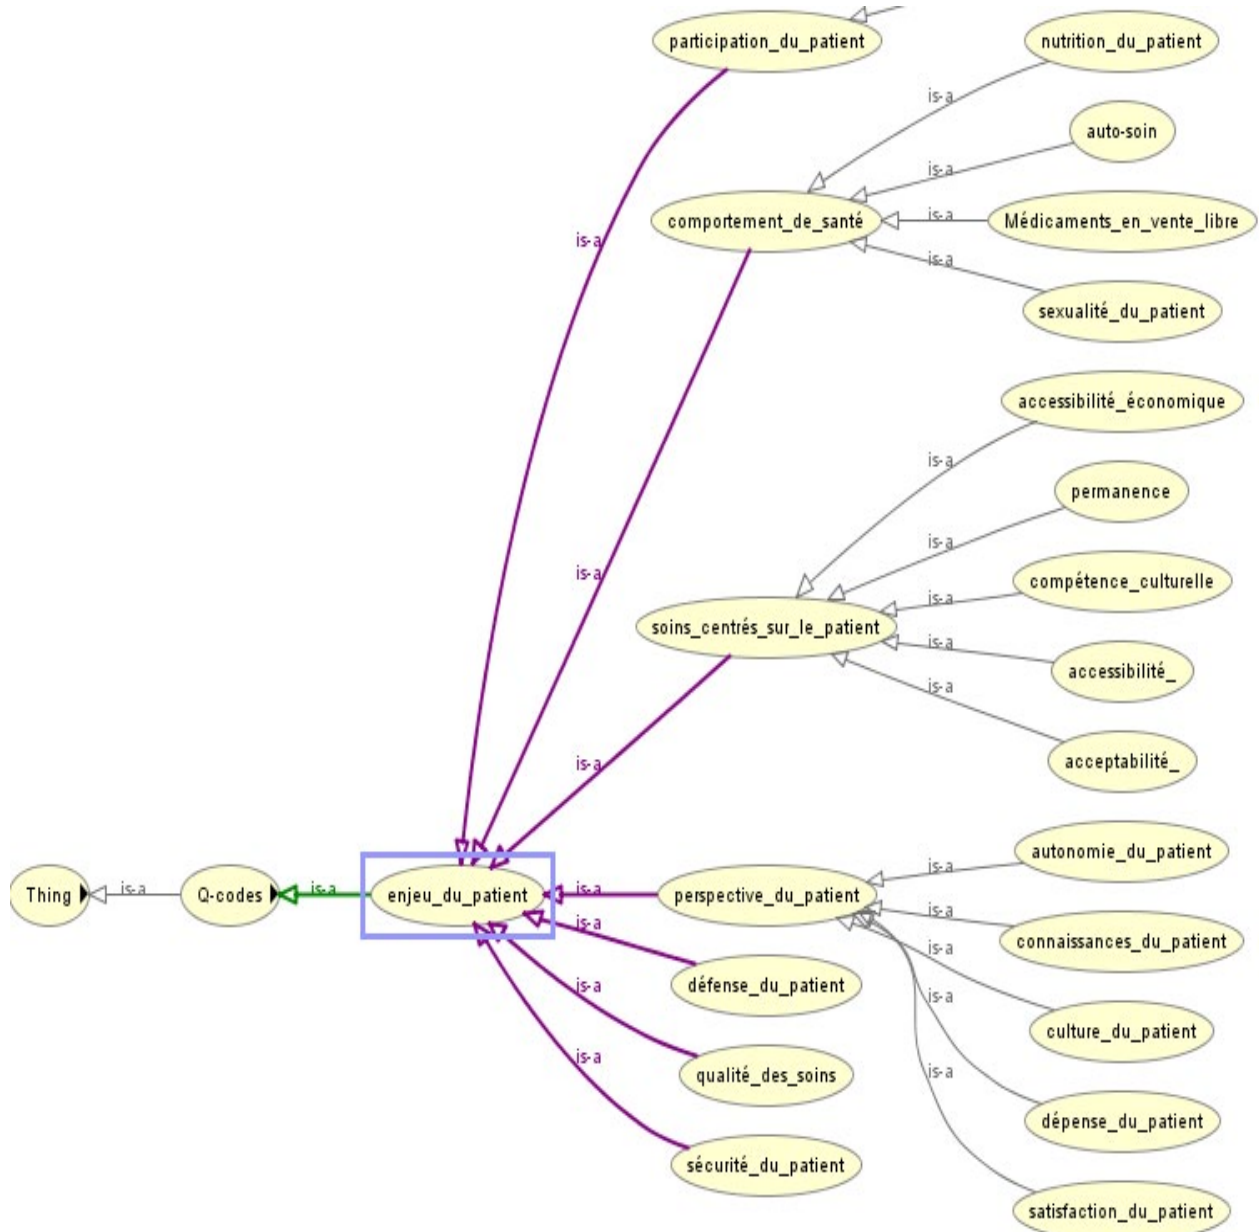 participation_du_patient
nutrition_du_patient
is-a
auto-soin
is-a
comportement_de_santé
is-a
Médicaments_en_vente_libre
is-a
is-a
sexualité_du_patient
accessibilité_économique
is-a
permanence
is-a
is-a
compétence_culturelle
is-a
soins_centrés_sur_le_patient
is-a
accessibilité_
is-a
is-a
acceptabilité_
autonomie_du_patient
is-a
Thing
is-a
Q-codes
is-a
enjeu_du_patient
is-a
perspective_du_patient
is-a
connaissances_du_patient
is-a
défense_du_patient
is-a
is-a
culture_du_patient
is-a
qualité_des_soins
is-a
dépense_du_patient
sécurité_du_patient
satisfaction_du_patient